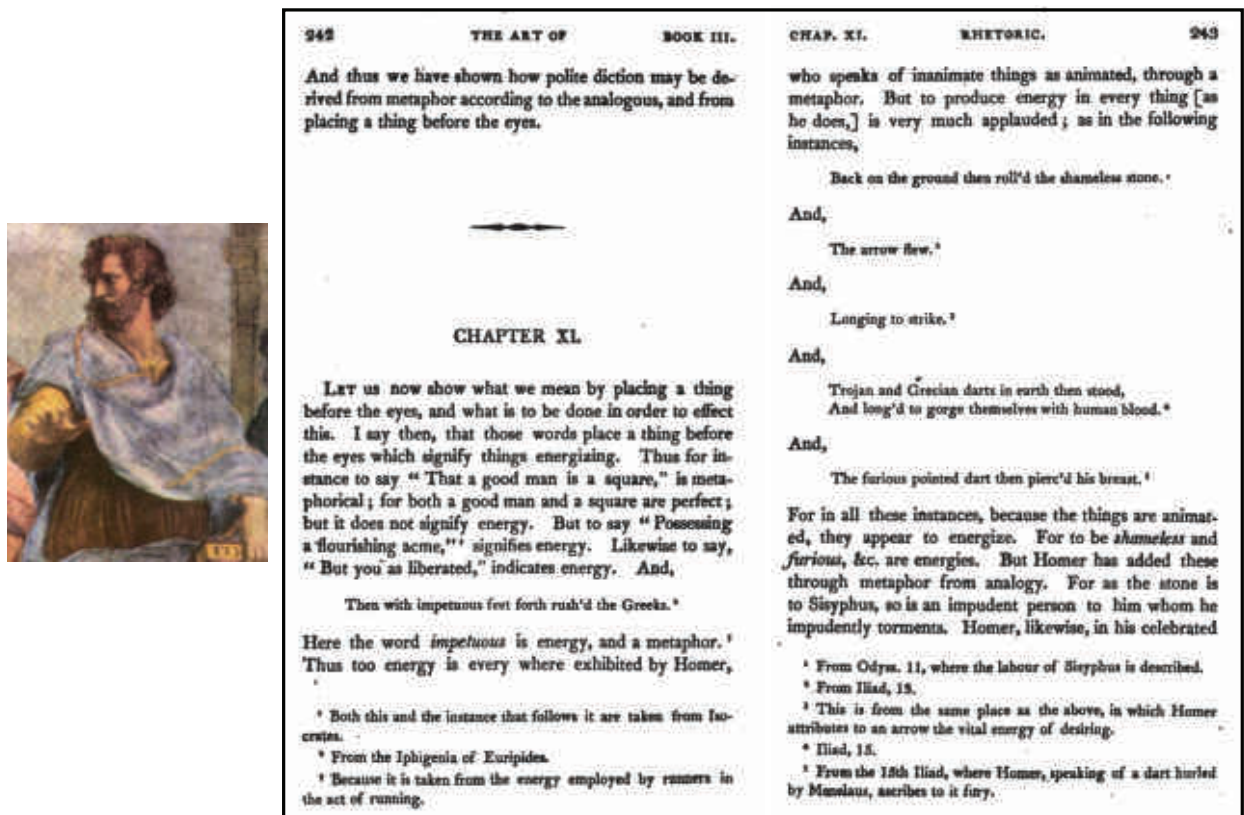 242 THE ART OF BOOK III.
And thus we have shown how polite diction may be de-
rived from metaphor according to the analogous, and from
placing a thing before the eyes.
CHAPTER XI.
LET us now show what we mean by placing a thing
before the eyes, and what is to be done in order to effect
this. I say then, that those words place a thing before
the eyes which signify things energizing. Thus for in-
stance to say “ That a good man is a square,” is meta-
phorical ; for both a good man and a square are perfect ;
but it does not signify energy. But to say “ Possessing
a flourishing acme,” ¹ signifies energy. Likewise to say,
“ But you as liberated,” indicates energy. And,
Then with impetuous feet forth rush'd the Greeks. ²
Here the word impetuous is energy, and a metaphor. ³
Thus too energy is every where exhibited by Homer,
¹ Both this and the instance that follows it are taken from Iso-
crates.
² From the Iphigenia of Euripides.
³ Because it is taken from the energy employed by runners in
the act of running.
CHAP. XI. RHETORIC. 243
who speaks of inanimate things as animated, through a
metaphor. But to produce energy in every thing [as
he does,] is very much applauded ; as in the following
instances,
Back on the ground then roll'd the shameless stone. ¹
And,
The arrow flew. ²
And,
Longing to strike. ³
And,
Trojan and Grecian darts in earth then stood,
And long'd to gorge themselves with human blood. ⁴
And,
The furious pointed dart then pierc'd his breast. ⁵
For in all these instances, because the things are animat-
ed, they appear to energize. For to be shameless and
furious, &c. are energies. But Homer has added these
through metaphor from analogy. For as the stone is
to Sisyphus, so is an impudent person to him whom he
impudently torments. Homer, likewise, in his celebrated
¹ From Odyss. 11, where the labour of Sisyphus is described.
² From Iliad, 13.
³ This is from the same place as the above, in which Homer
attributes to an arrow the vital energy of desiring.
⁴ Iliad, 15.
⁵ From the 15th Iliad, where Homer, speaking of a dart hurled
by Menelaus, ascribes to it fury.